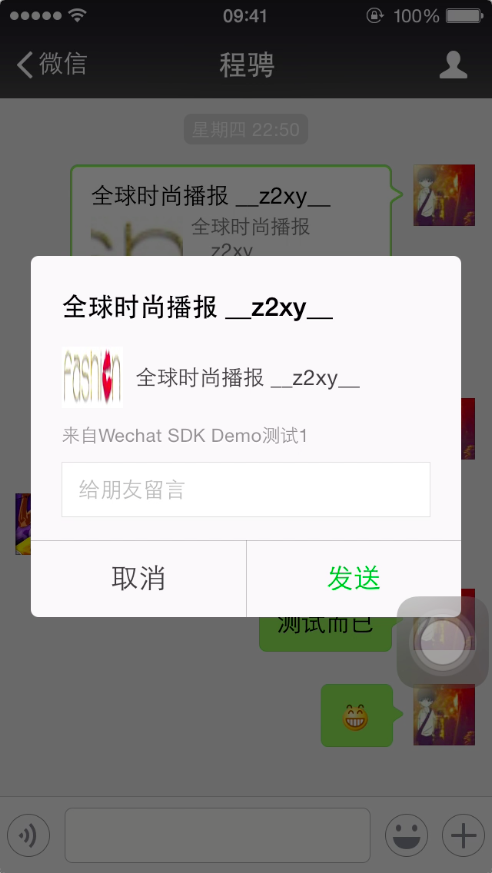 09:41
100%
微信
程骋
星期四 22:50
全球时尚播报 __z2xy__
全球时尚播报
__z2xy__
全球时尚播报 __z2xy__
fashion
全球时尚播报 __z2xy__
来自Wechat SDK Demo测试1
给朋友留言
取消
发送
测试而已